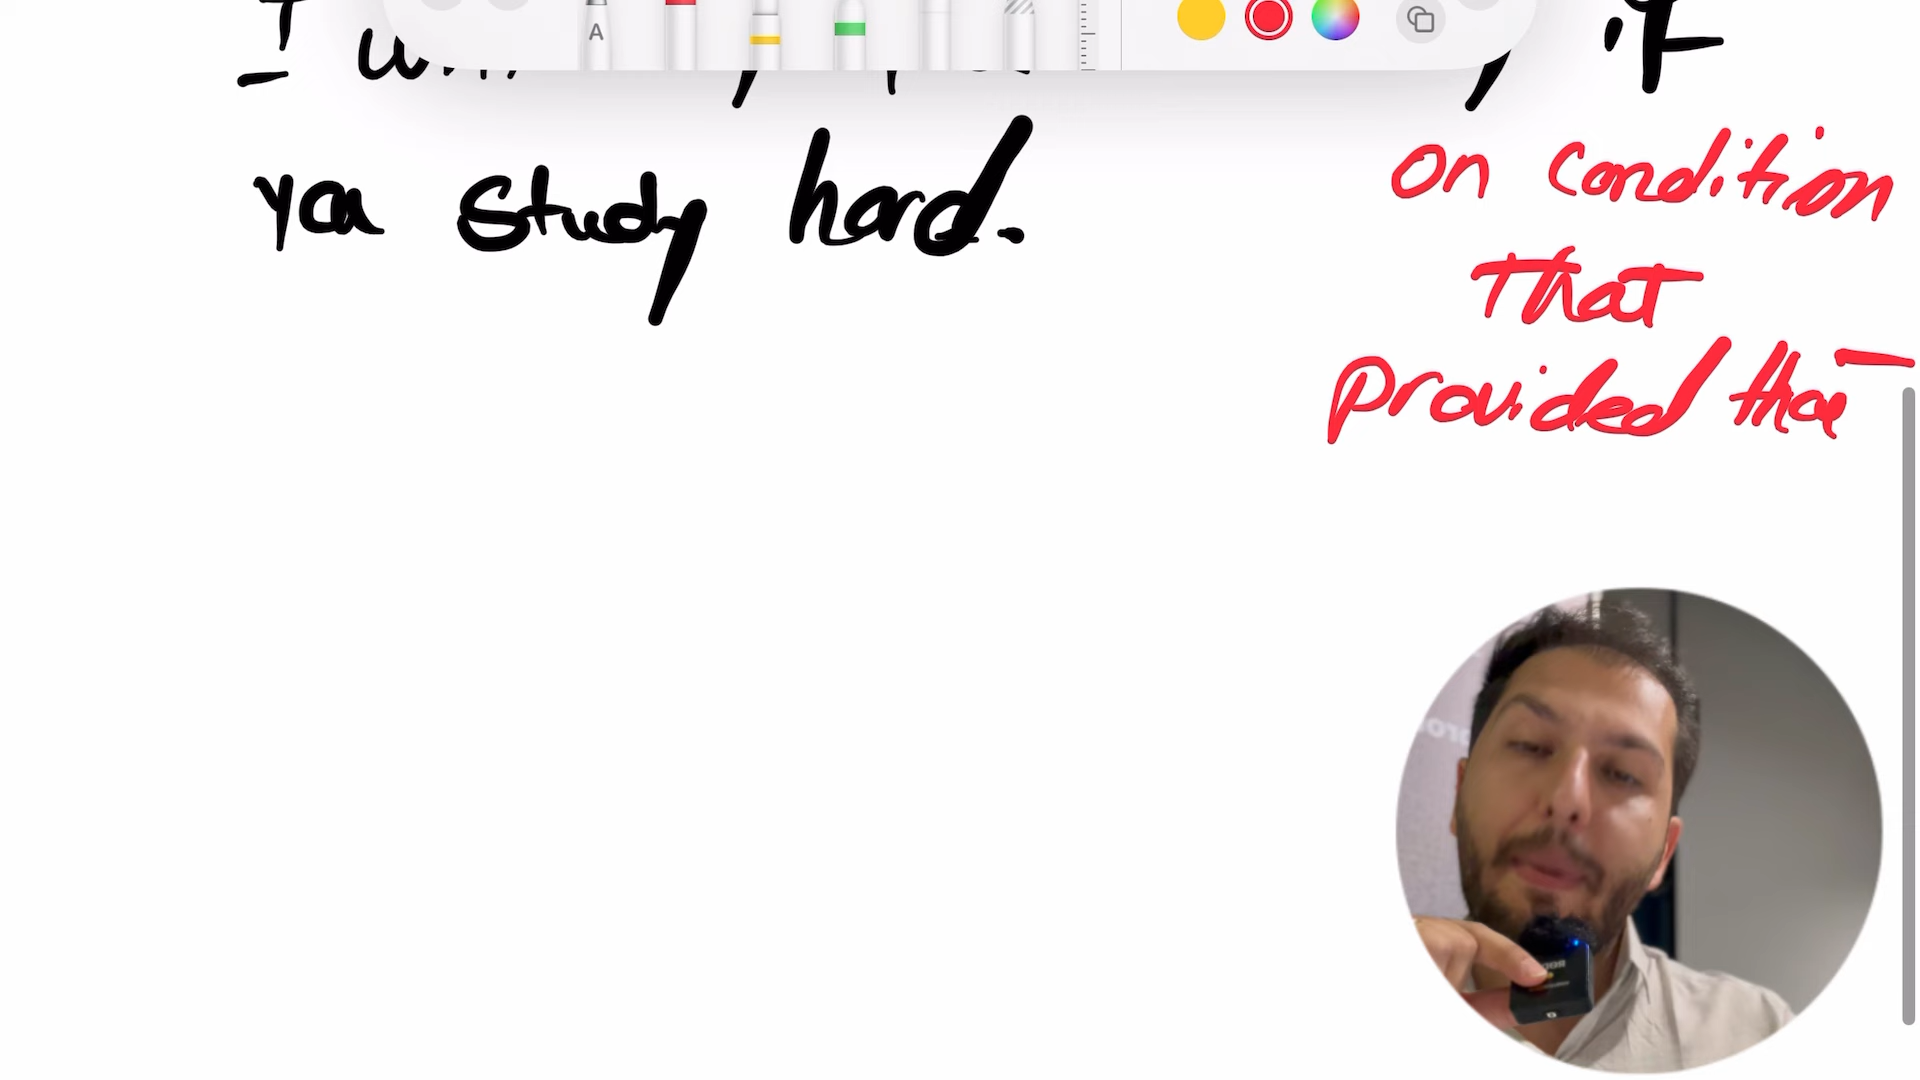 I if
you study hard.
on condition
that
provided that
A